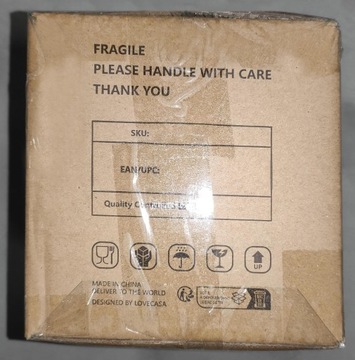 FRAGILE
PLEASE HANDLE WITH CARE
THANK YOU
SKU:
EAN/UPC:
Quality
UP
MADE IN CHINA
DELIVER TO THE WORLD
DESIGNED BY LOVECASA